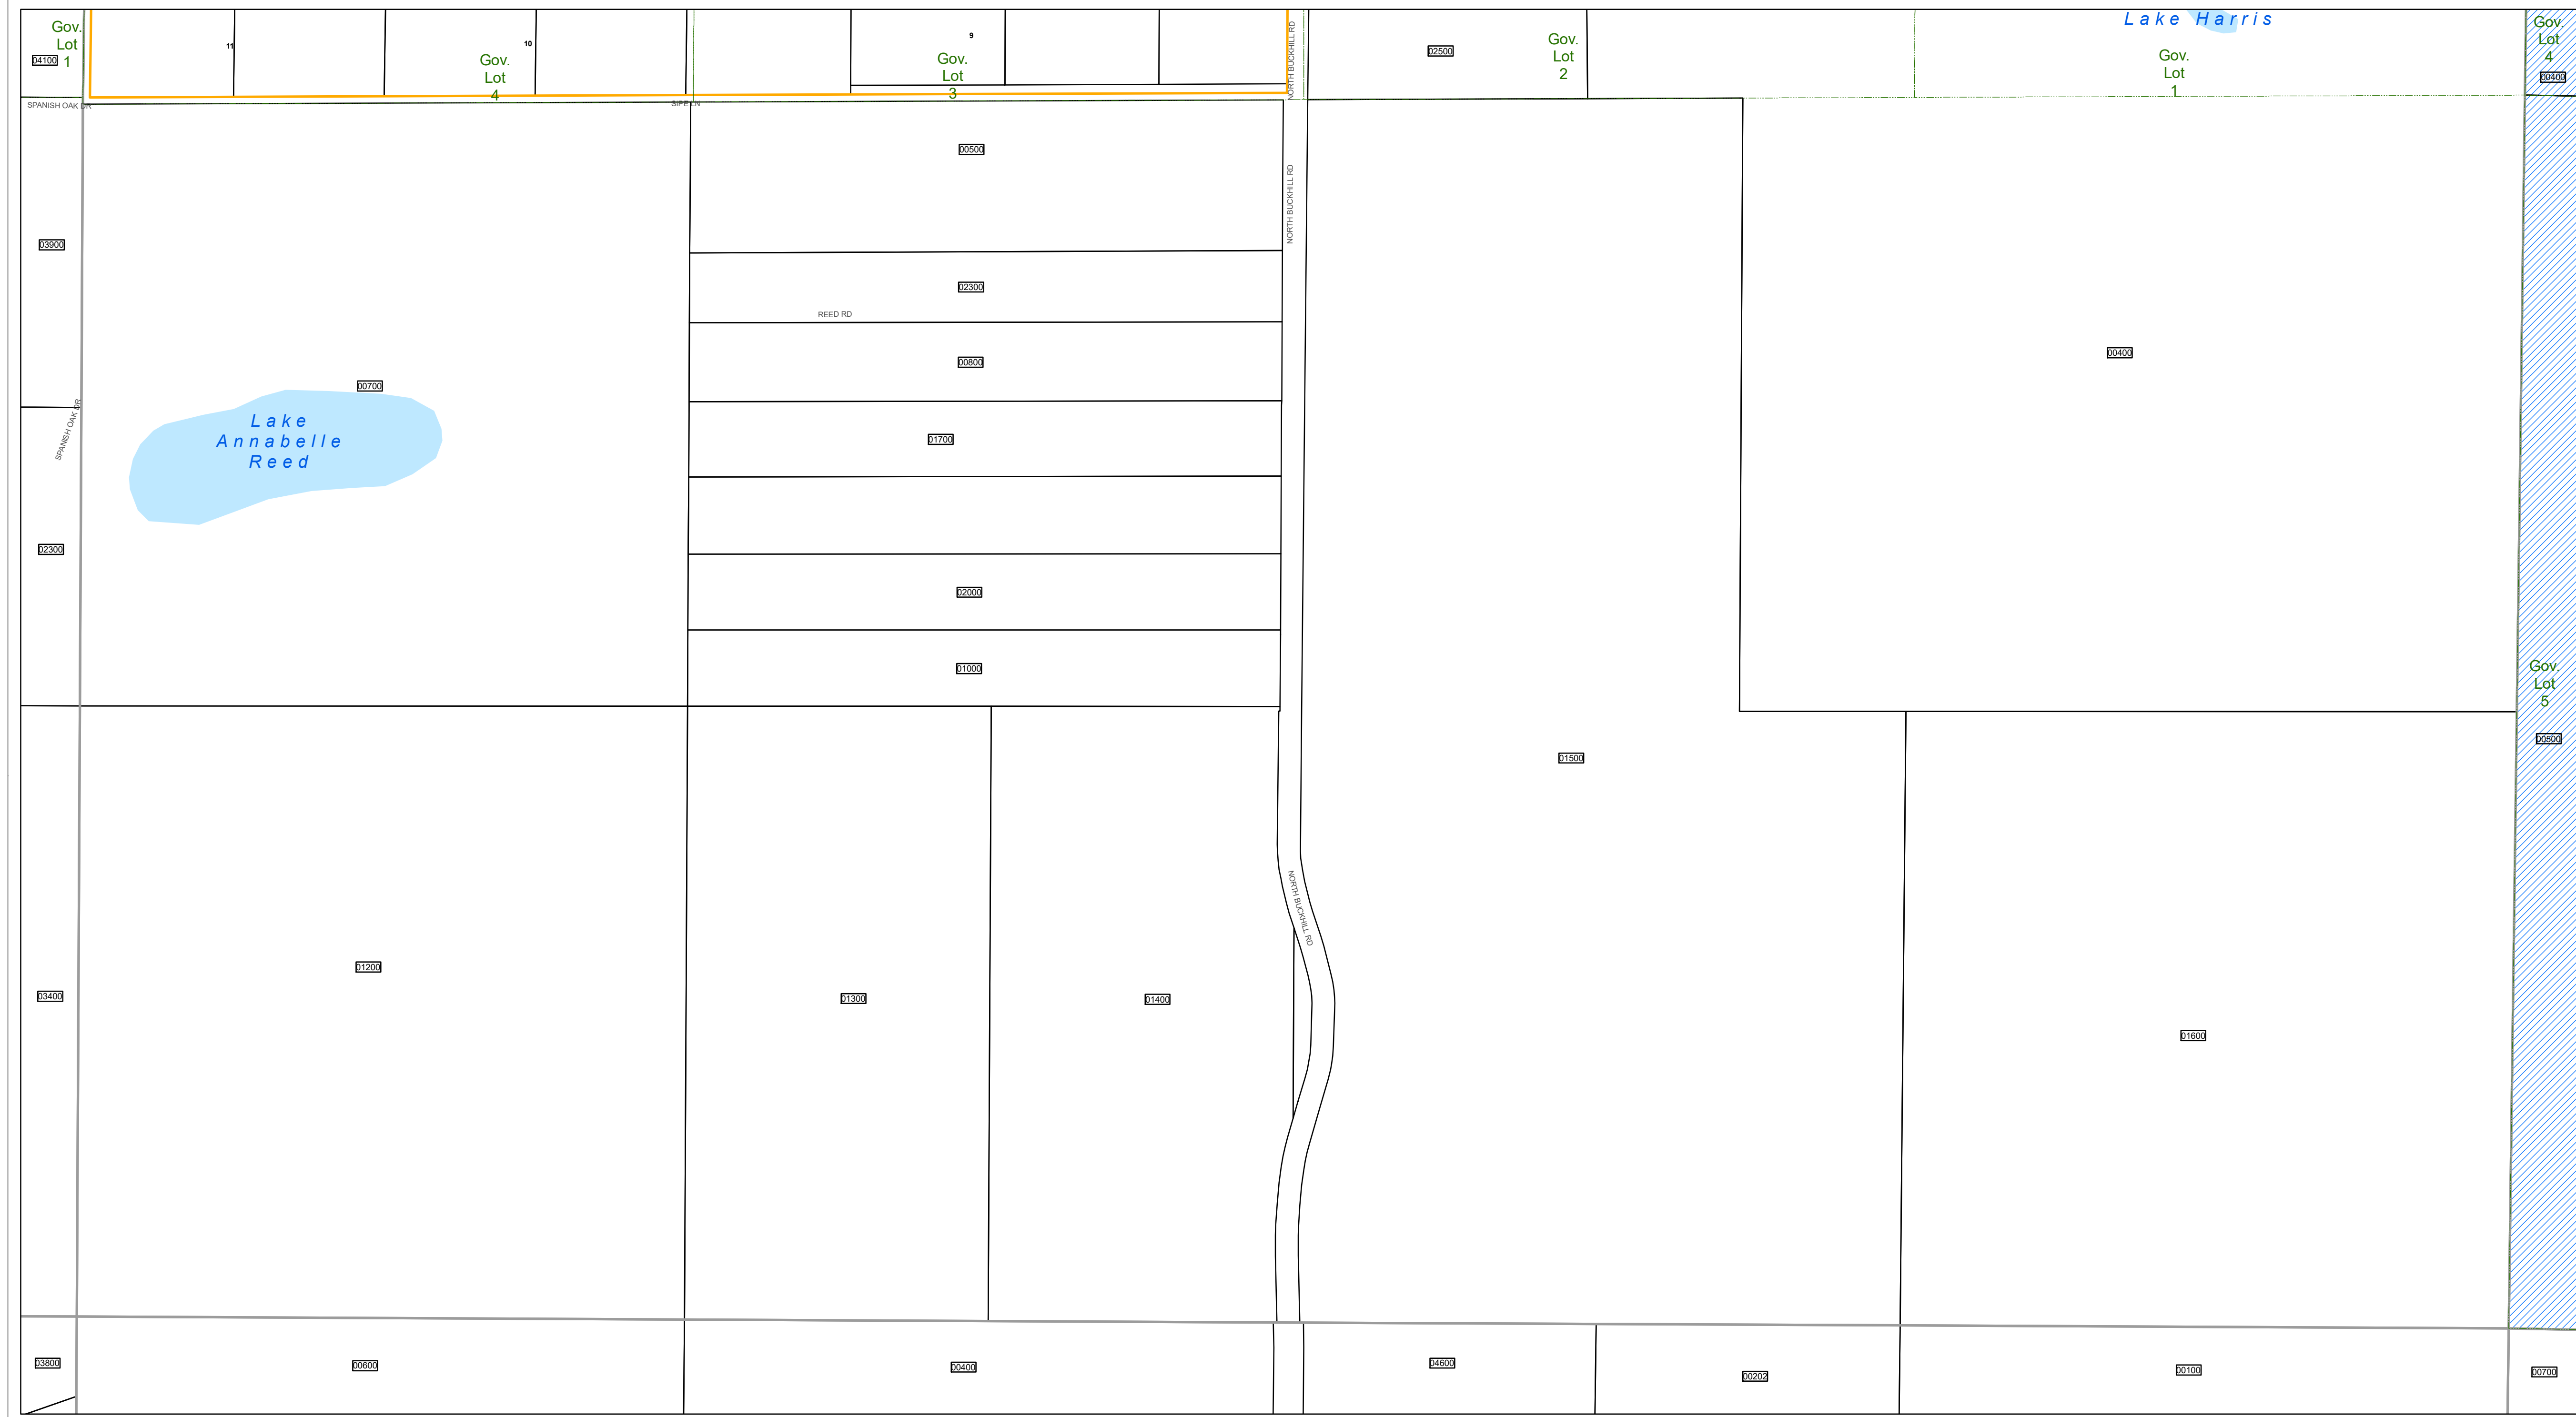 Lake Harris
Gov.
Lot
1
04100
11
10
Gov.
Lot
4
9
Gov.
Lot
3
NORTH BUCKHILL RD
02500
Gov.
Lot
2
Gov.
Lot
1
Gov.
Lot
4
00400
SPANISH OAK DR
SIPE LN
00500
NORTH BUCKHILL RD
03900
02300
REED RD
00800
00400
00700
SPANISH OAK DR
Lake
Annabelle
Reed
01700
02300
02000
01000
Gov.
Lot
5
00500
01500
NORTH BUCKHILL RD
01200
03400
01300
01400
01600
03800
00600
00400
04600
00202
00100
00700